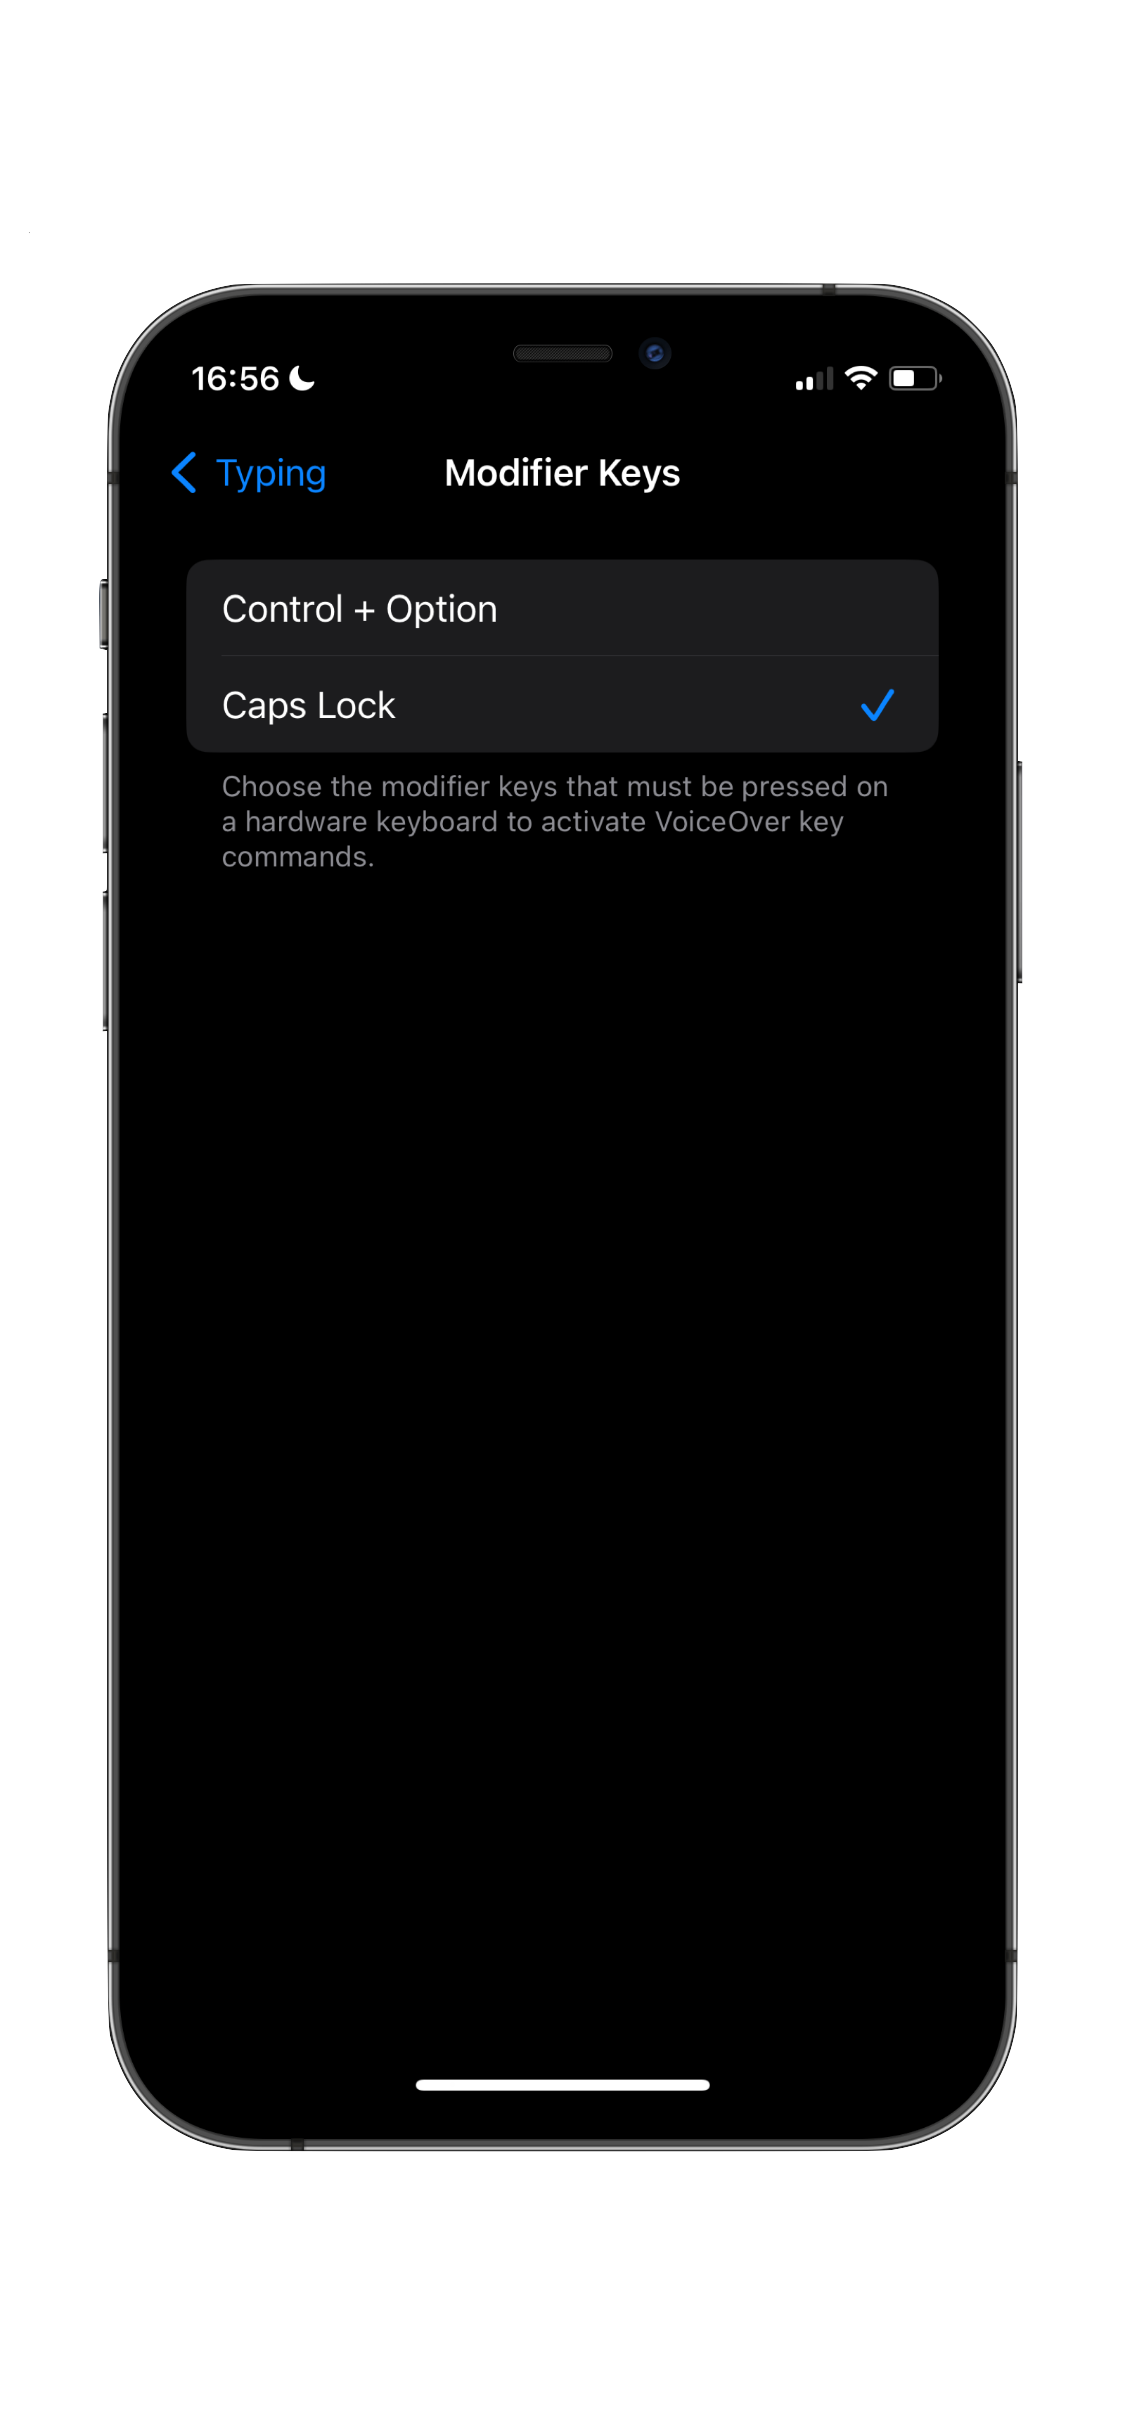 16:56
Typing
Modifier Keys
Control + Option
Caps Lock
Choose the modifier keys that must be pressed on
a hardware keyboard to activate VoiceOver key
commands.